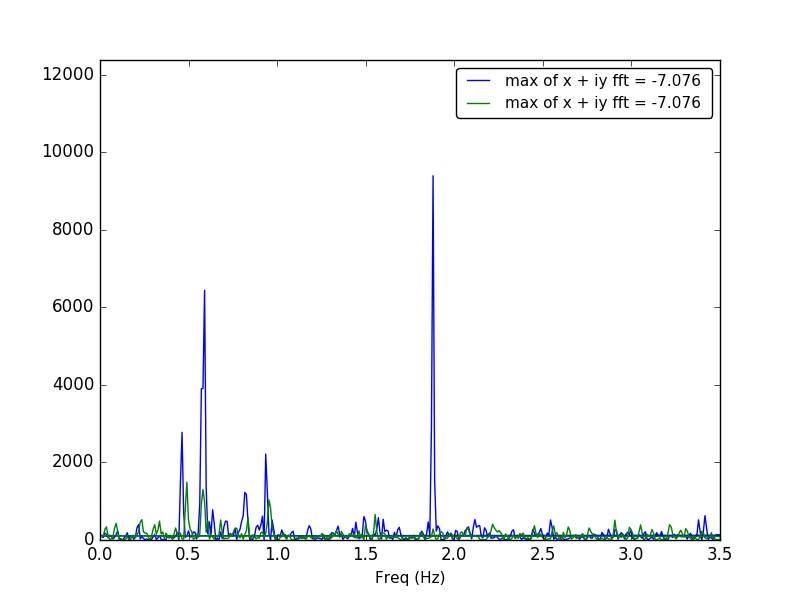 max of x + iy fft = -7.076
max of x + iy fft = -7.076
12000
10000
8000
6000
4000
2000
0
0.0 0.5 1.0 1.5 2.0 2.5 3.0 3.5
Freq (Hz)